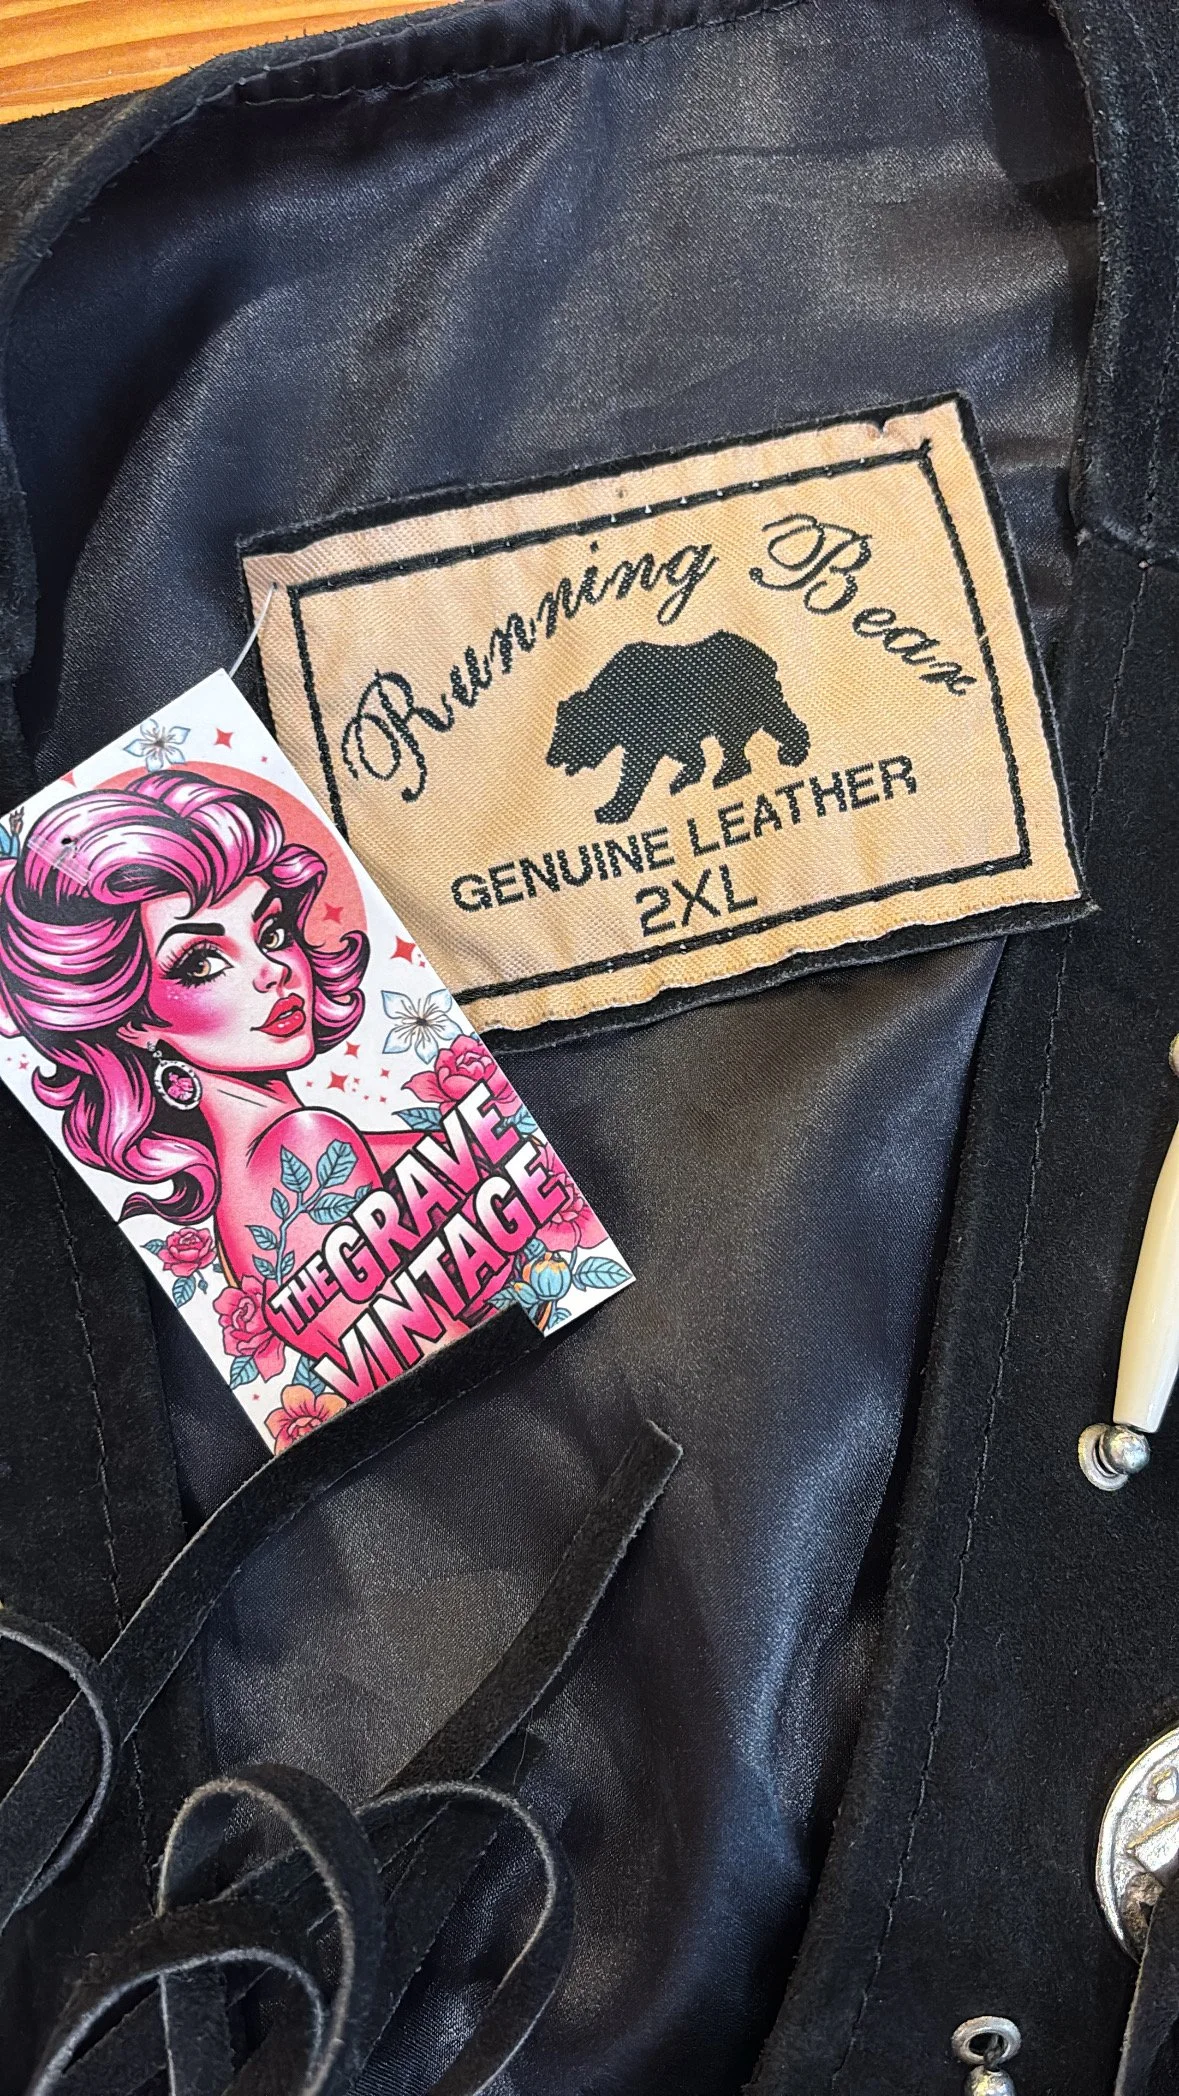 Running Bear
GENUINE LEATHER
2XL
THE GRAVE
VINTAGE